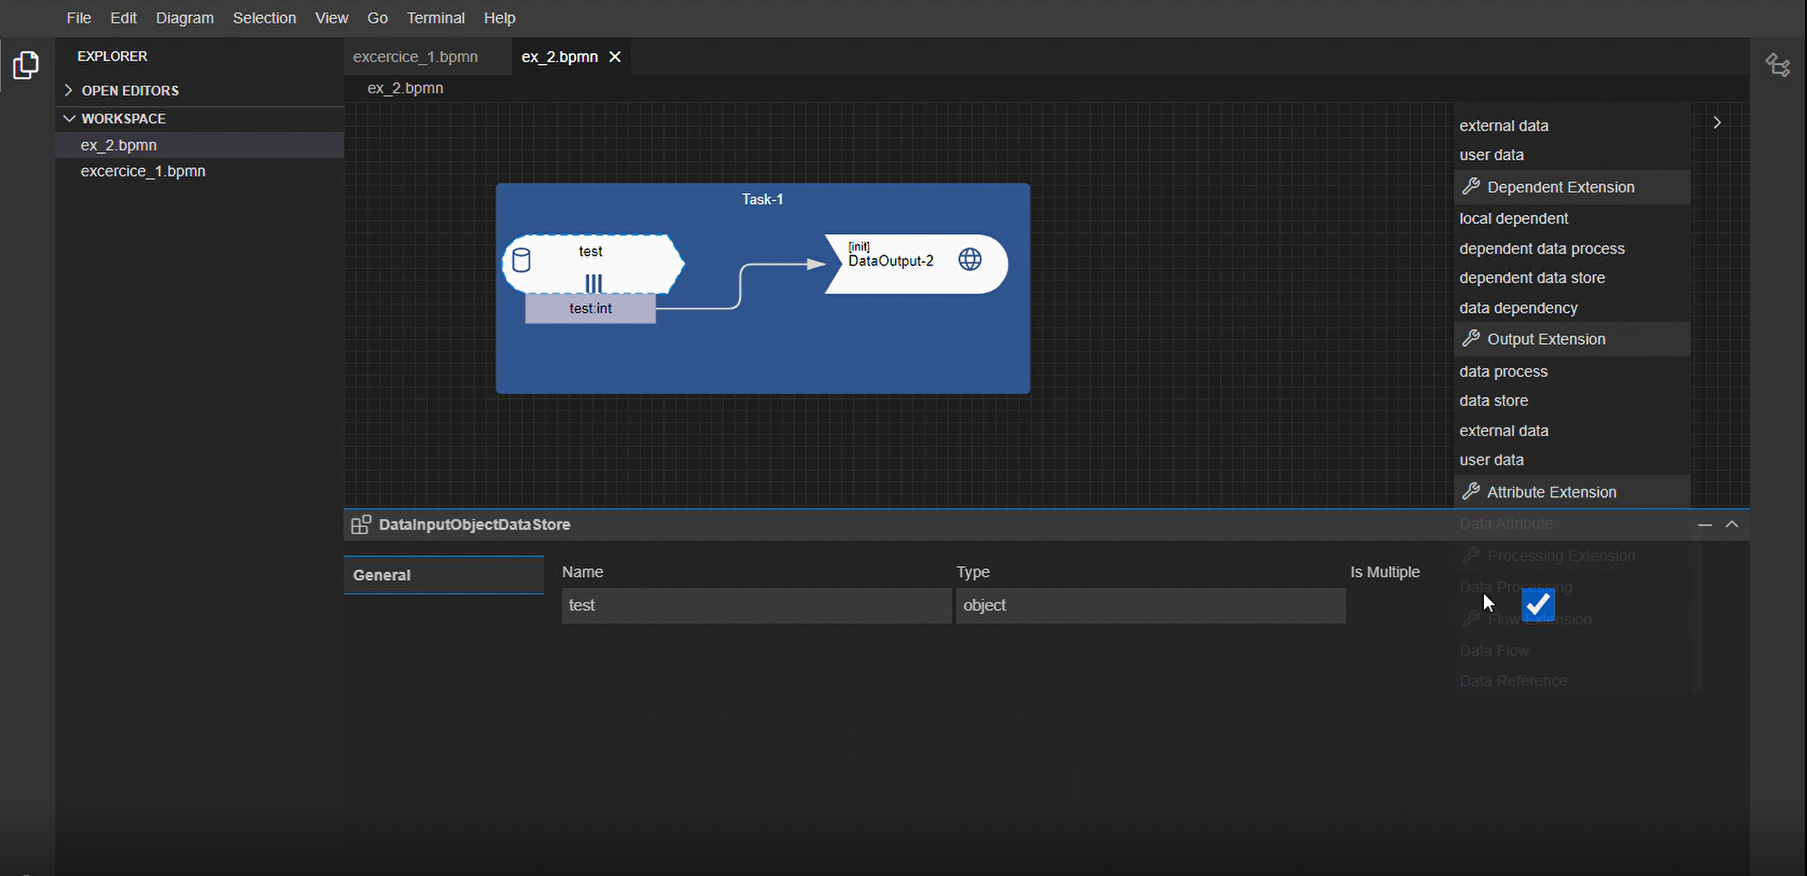 File Edit Diagram Selection View Go Terminal Help
EXPLORER
OPEN EDITORS
WORKSPACE
ex_2.bpmn
excercice_1.bpmn
excercice_1.bpmn ex_2.bpmn
ex_2.bpmn
Task-1
test
test:int
[init]
DataOutput-2
external data
user data
Dependent Extension
local dependent
dependent data process
dependent data store
data dependency
Output Extension
data process
data store
external data
user data
Attribute Extension
Data Attribute
Processing Extension
Data Processing
Flow Extension
Data Flow
Data Reference
DataInputObjectDataStore
General
Name Type Is Multiple
test object